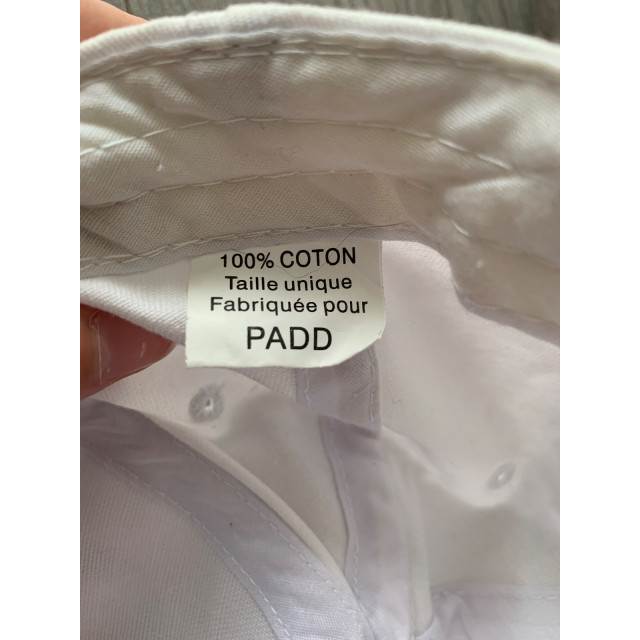 100% COTON
Taille unique
Fabriquée pour
PADD